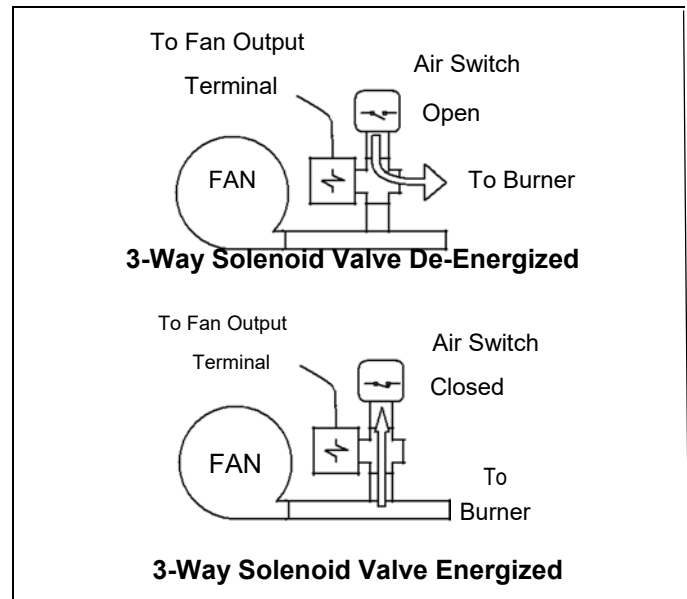 To Fan Output
Terminal
Air Switch
Open
FAN
To Burner
3-Way Solenoid Valve De-Energized
To Fan Output
Terminal
Air Switch
Closed
FAN
To
Burner
3-Way Solenoid Valve Energized